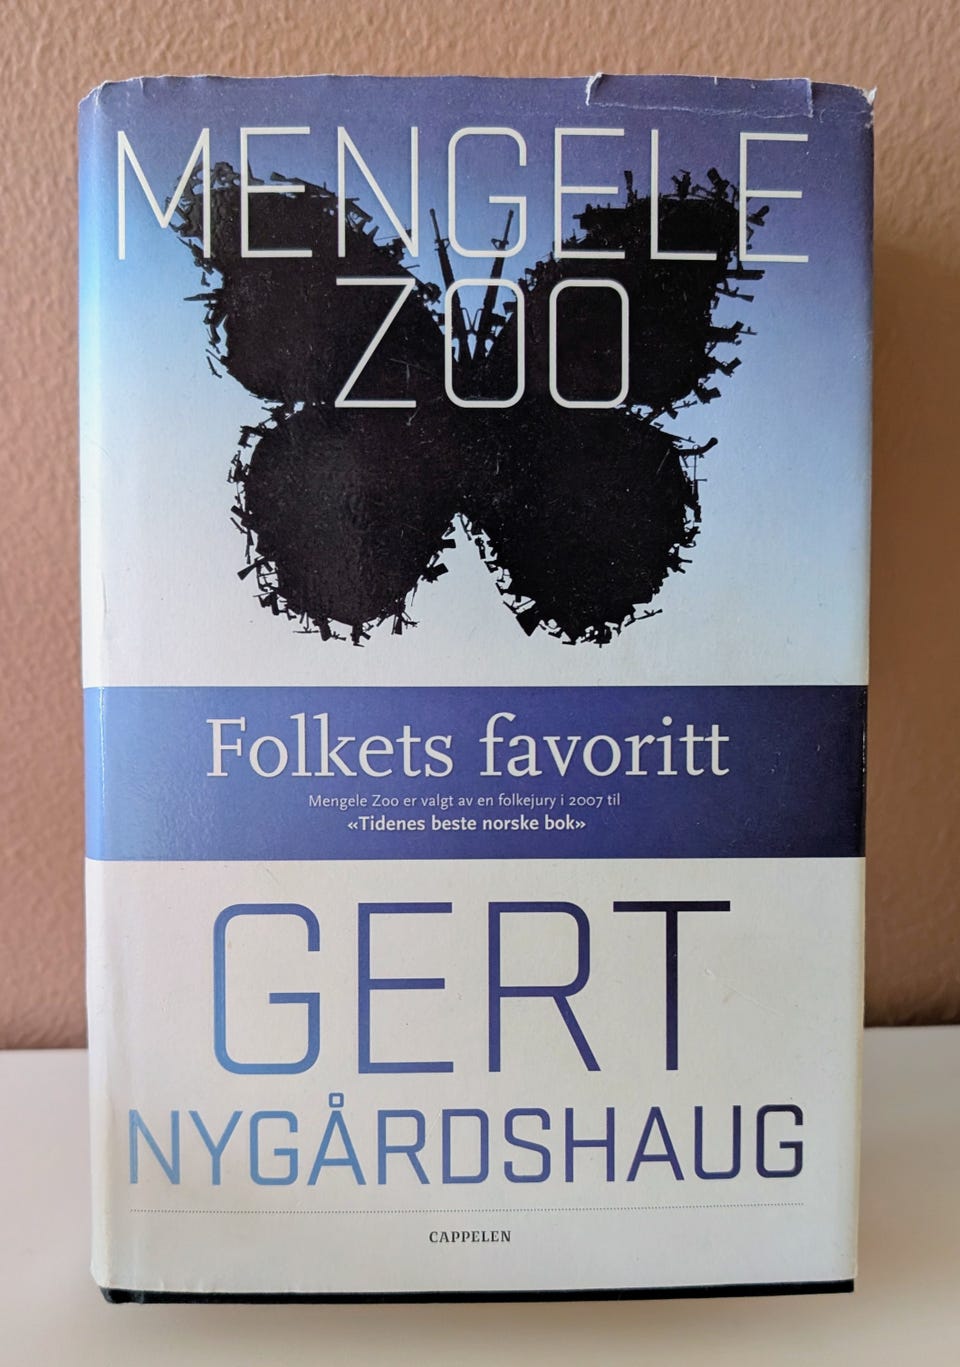 MENGELE
ZOO
Folkets favoritt
Mengele Zoo er valgt av en folkejury i 2007 til
«Tidenes beste norske bok»
GERT
NYGÅRDSHAUG
CAPPELEN